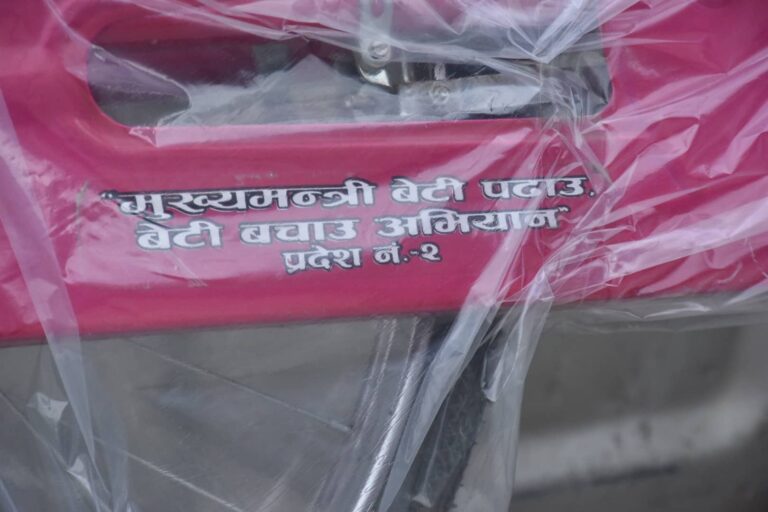 "मुख्यमन्त्री बेटी पढाउ,
बेटी बचाउ अभियान"
प्रदेश नं.-२